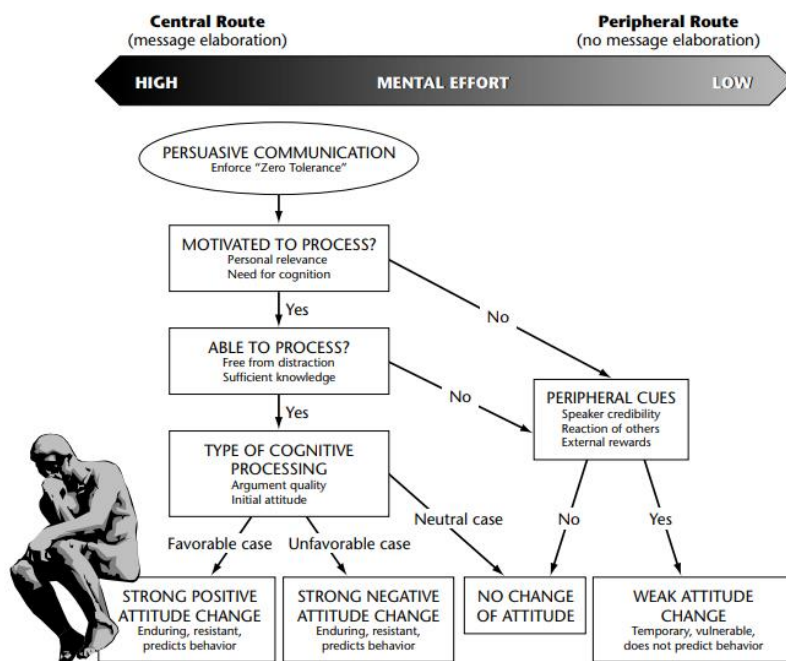 Central Route
(message elaboration)
Peripheral Route
(no message elaboration)
HIGH
MENTAL EFFORT
LOW
PERSUASIVE COMMUNICATION
Enforce “Zero Tolerance”
MOTIVATED TO PROCESS?
Personal relevance
Need for cognition
Yes
No
ABLE TO PROCESS?
Free from distraction
Sufficient knowledge
Yes
No
PERIPHERAL CUES
Speaker credibility
Reaction of others
External rewards
TYPE OF COGNITIVE
PROCESSING
Argument quality
Initial attitude
Favorable case
Unfavorable case
Neutral case
No
Yes
STRONG POSITIVE
ATTITUDE CHANGE
Enduring, resistant,
predicts behavior
STRONG NEGATIVE
ATTITUDE CHANGE
Enduring, resistant,
predicts behavior
NO CHANGE
OF ATTITUDE
WEAK ATTITUDE
CHANGE
Temporary, vulnerable,
does not predict behavior